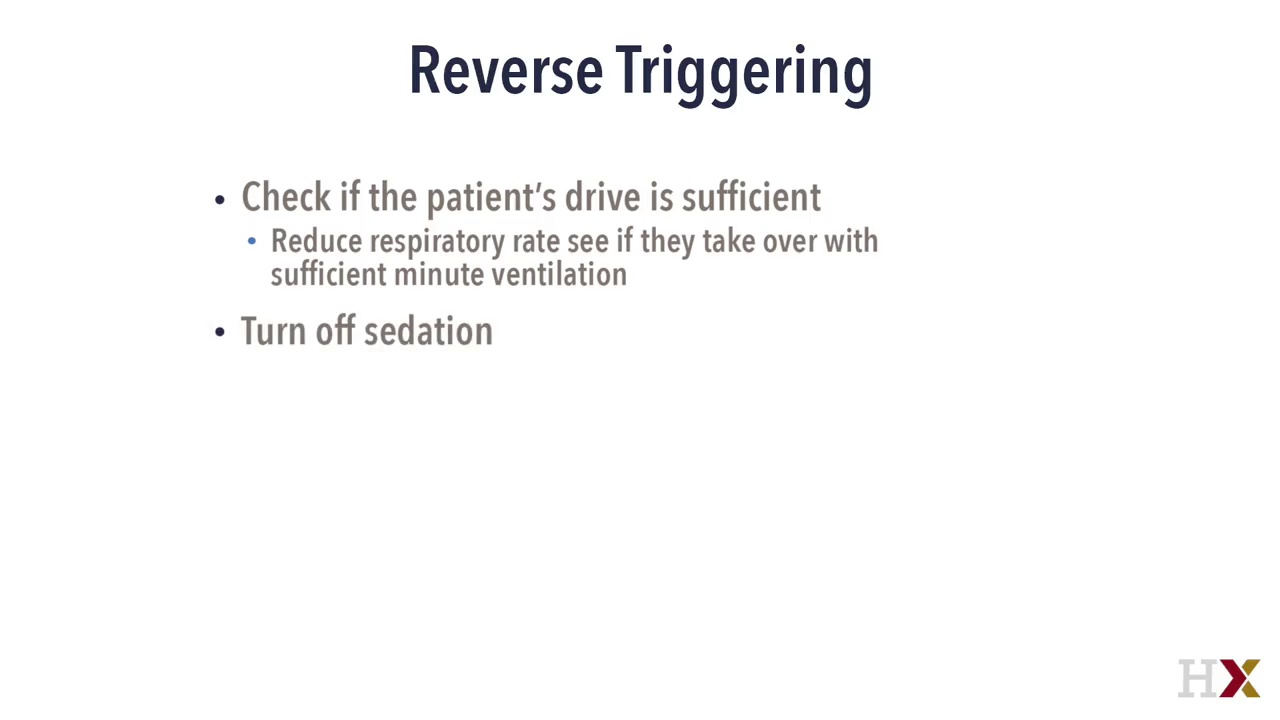 Reverse Triggering
• Check if the patient's drive is sufficient
• Reduce respiratory rate see if they take over with
sufficient minute ventilation
• Turn off sedation
HX